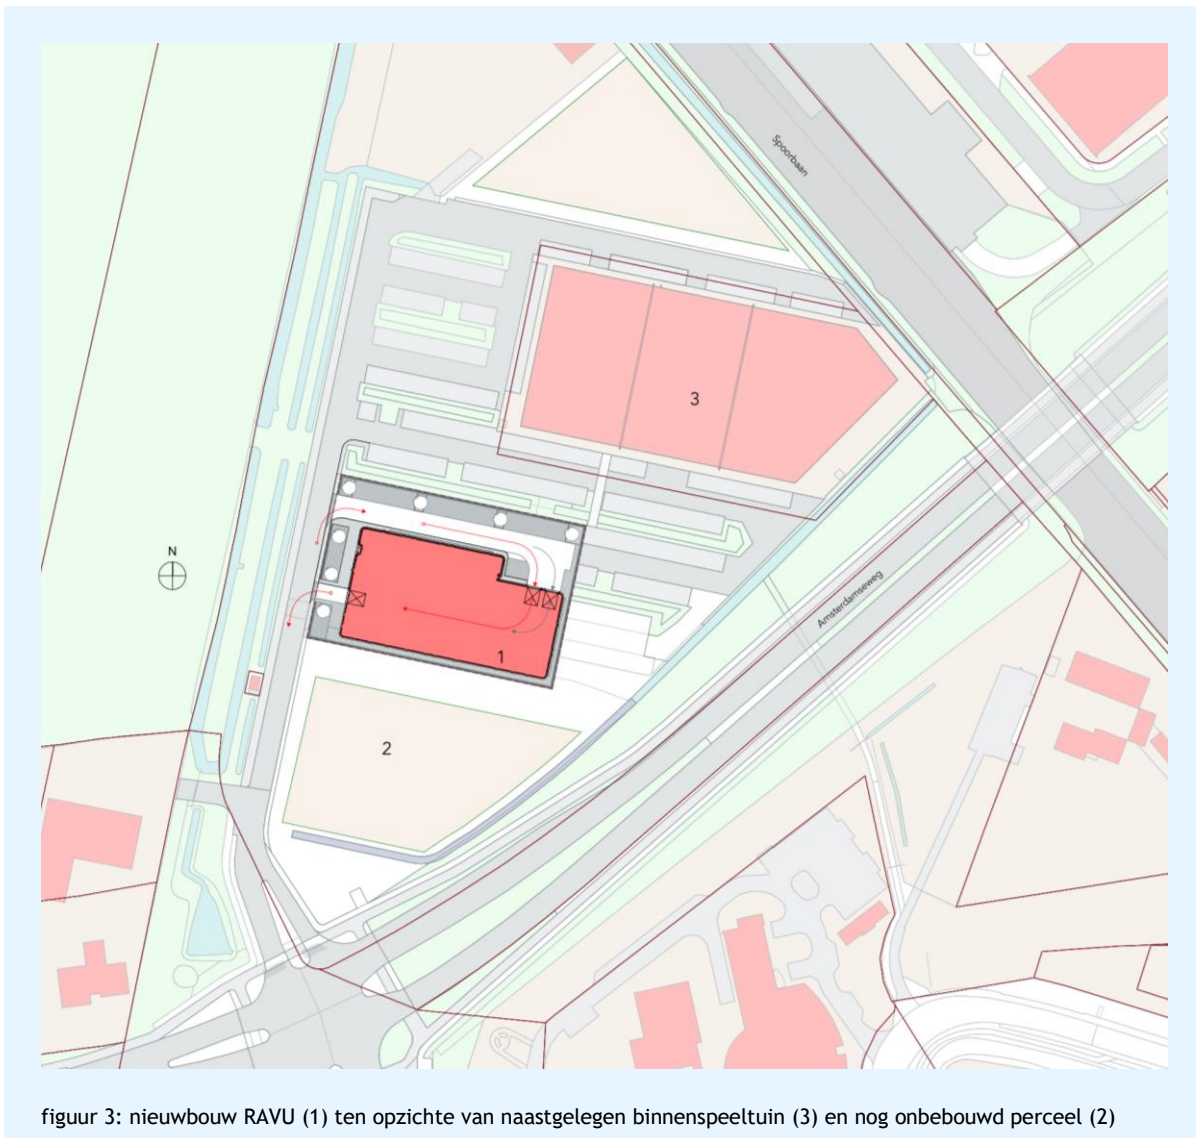 Spoorbaan
3
N
Amsterdamseweg
1
2
figuur 3: nieuwbouw RAVU (1) ten opzichte van naastgelegen binnenspeeltuin (3) en nog onbebouwd perceel (2)